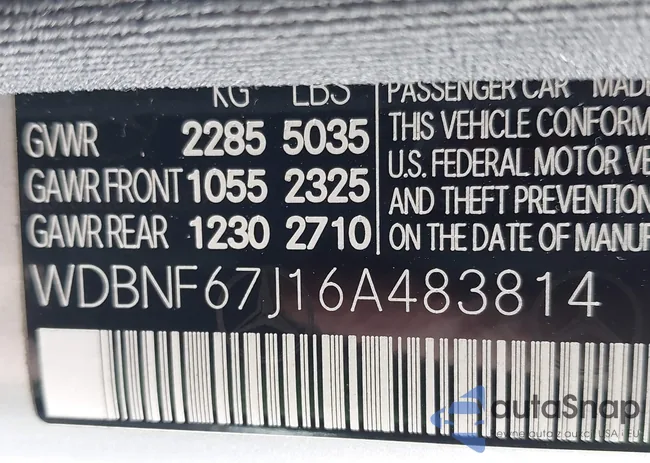 KG LBS
GVWR 2285 5035
GAWR FRONT 1055 2325
GAWR REAR 1230 2710
PASSENGER CAR MADE
THIS VEHICLE CONFORM
U.S. FEDERAL MOTOR VE
AND THEFT PREVENTION
ON THE DATE OF MANUF
WDBNF67J16A483814
autoSnap